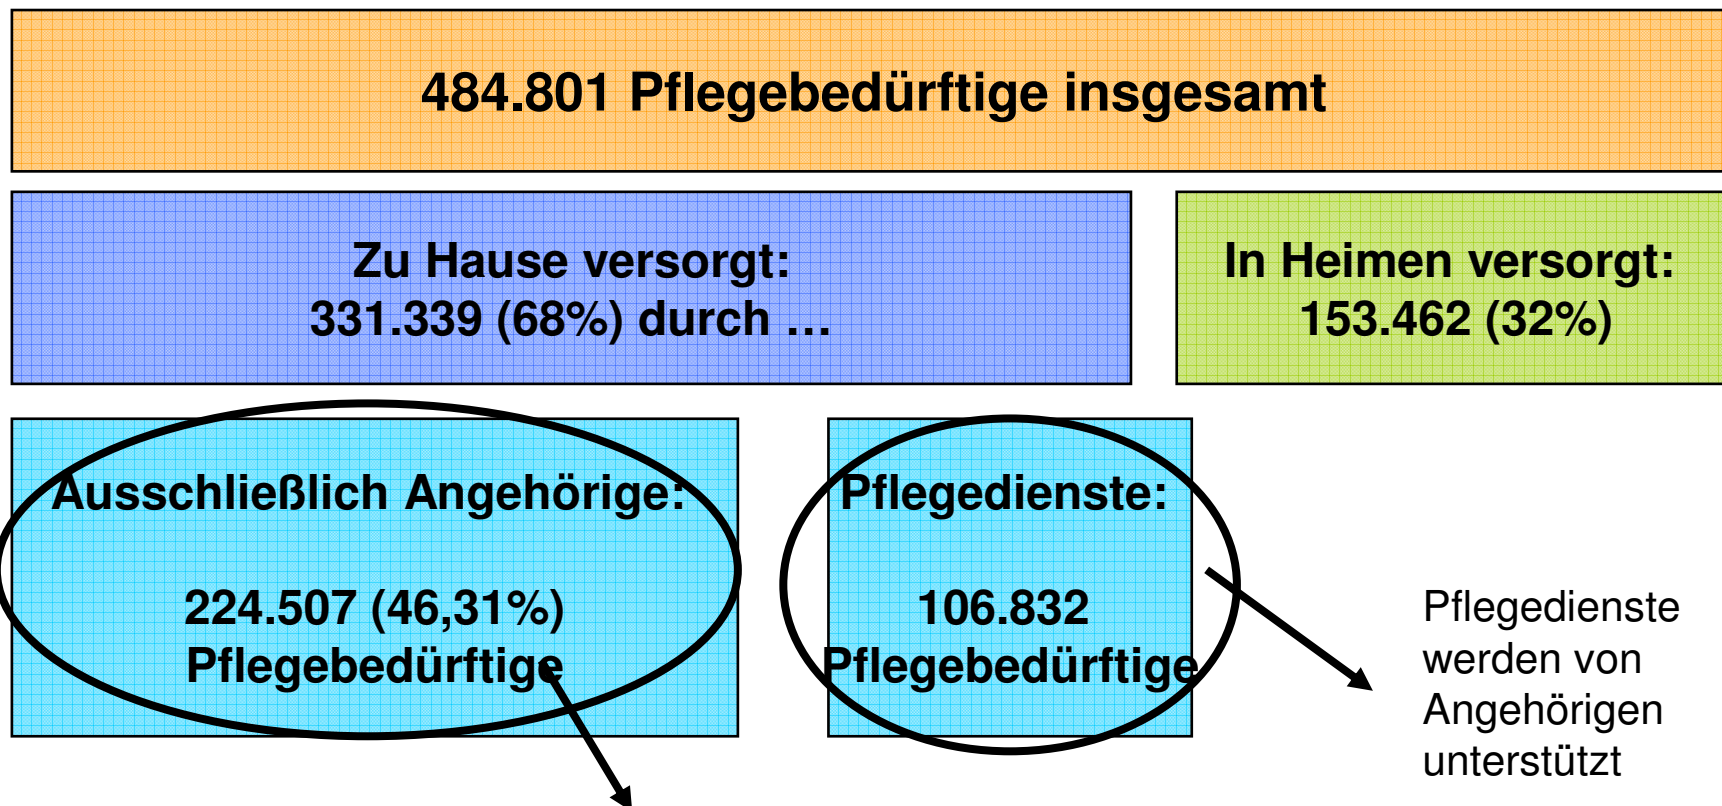 484.801 Pflegebedürftige insgesamt
Zu Hause versorgt:
331.339 (68%) durch ...
In Heimen versorgt:
153.462 (32%)
Ausschließlich Angehörige:
224.507 (46,31%)
Pflegebedürftige
Pflegedienste:
106.832
Pflegebedürftige
Pflegedienste
werden von
Angehörigen
unterstützt